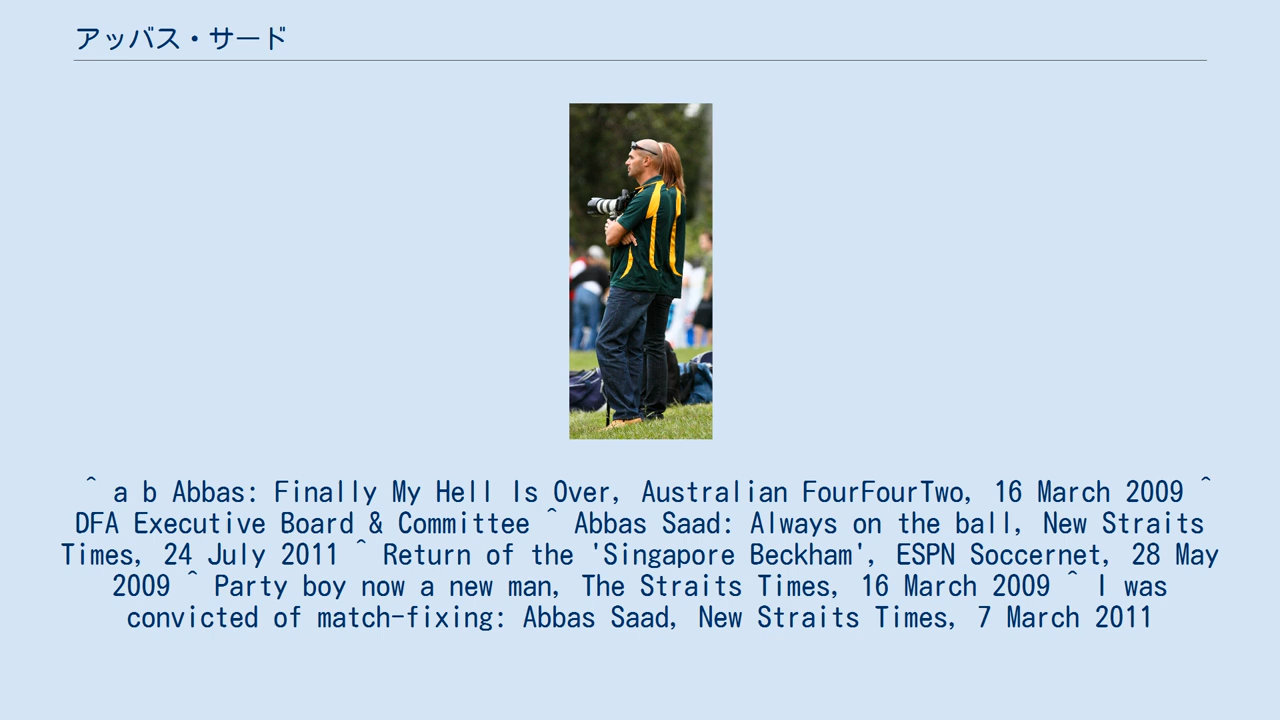 アッバス・サード
^ a b Abbas: Finally My Hell Is Over, Australian FourFourTwo, 16 March 2009 ^
DFA Executive Board & Committee ^ Abbas Saad: Always on the ball, New Straits
Times, 24 July 2011 ^ Return of the 'Singapore Beckham', ESPN Soccernet, 28 May
2009 ^ Party boy now a new man, The Straits Times, 16 March 2009 ^ I was
convicted of match-fixing: Abbas Saad, New Straits Times, 7 March 2011